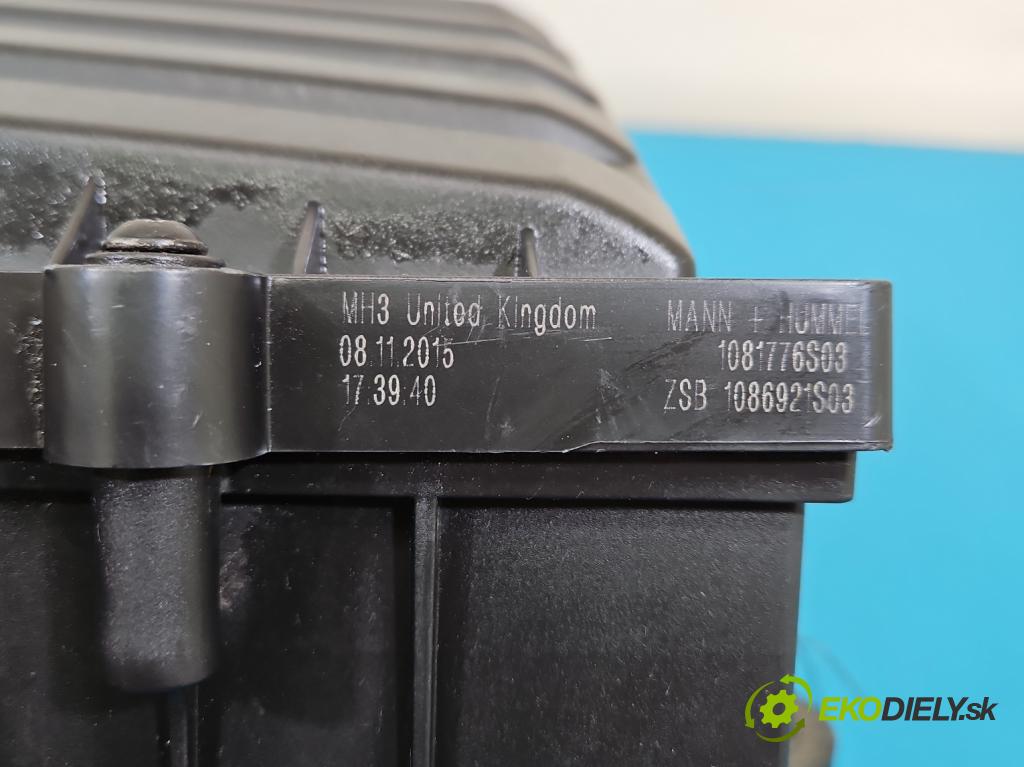 MH3 United Kingdom
08.11.2015
17:39:40
MANN + HUMMEL
1081776S03
ZSB 1086921S03
EKODIELY.sk